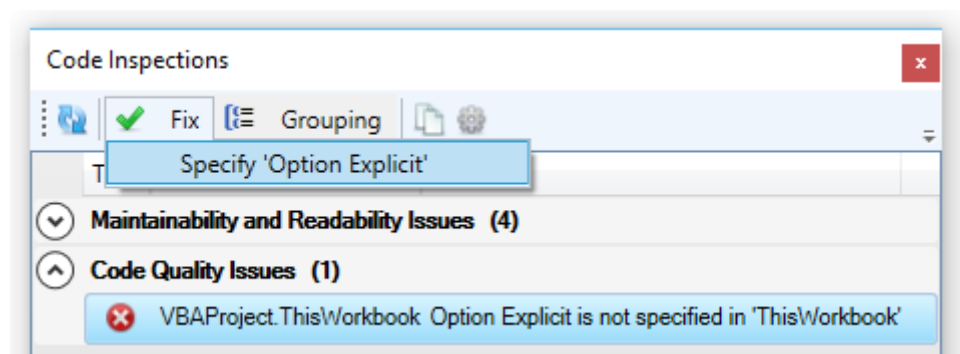 Code Inspections
x
Fix Grouping
Specify 'Option Explicit'
T
Maintainability and Readability Issues (4)
Code Quality Issues (1)
VBAProject.ThisWorkbook Option Explicit is not specified in 'ThisWorkbook'